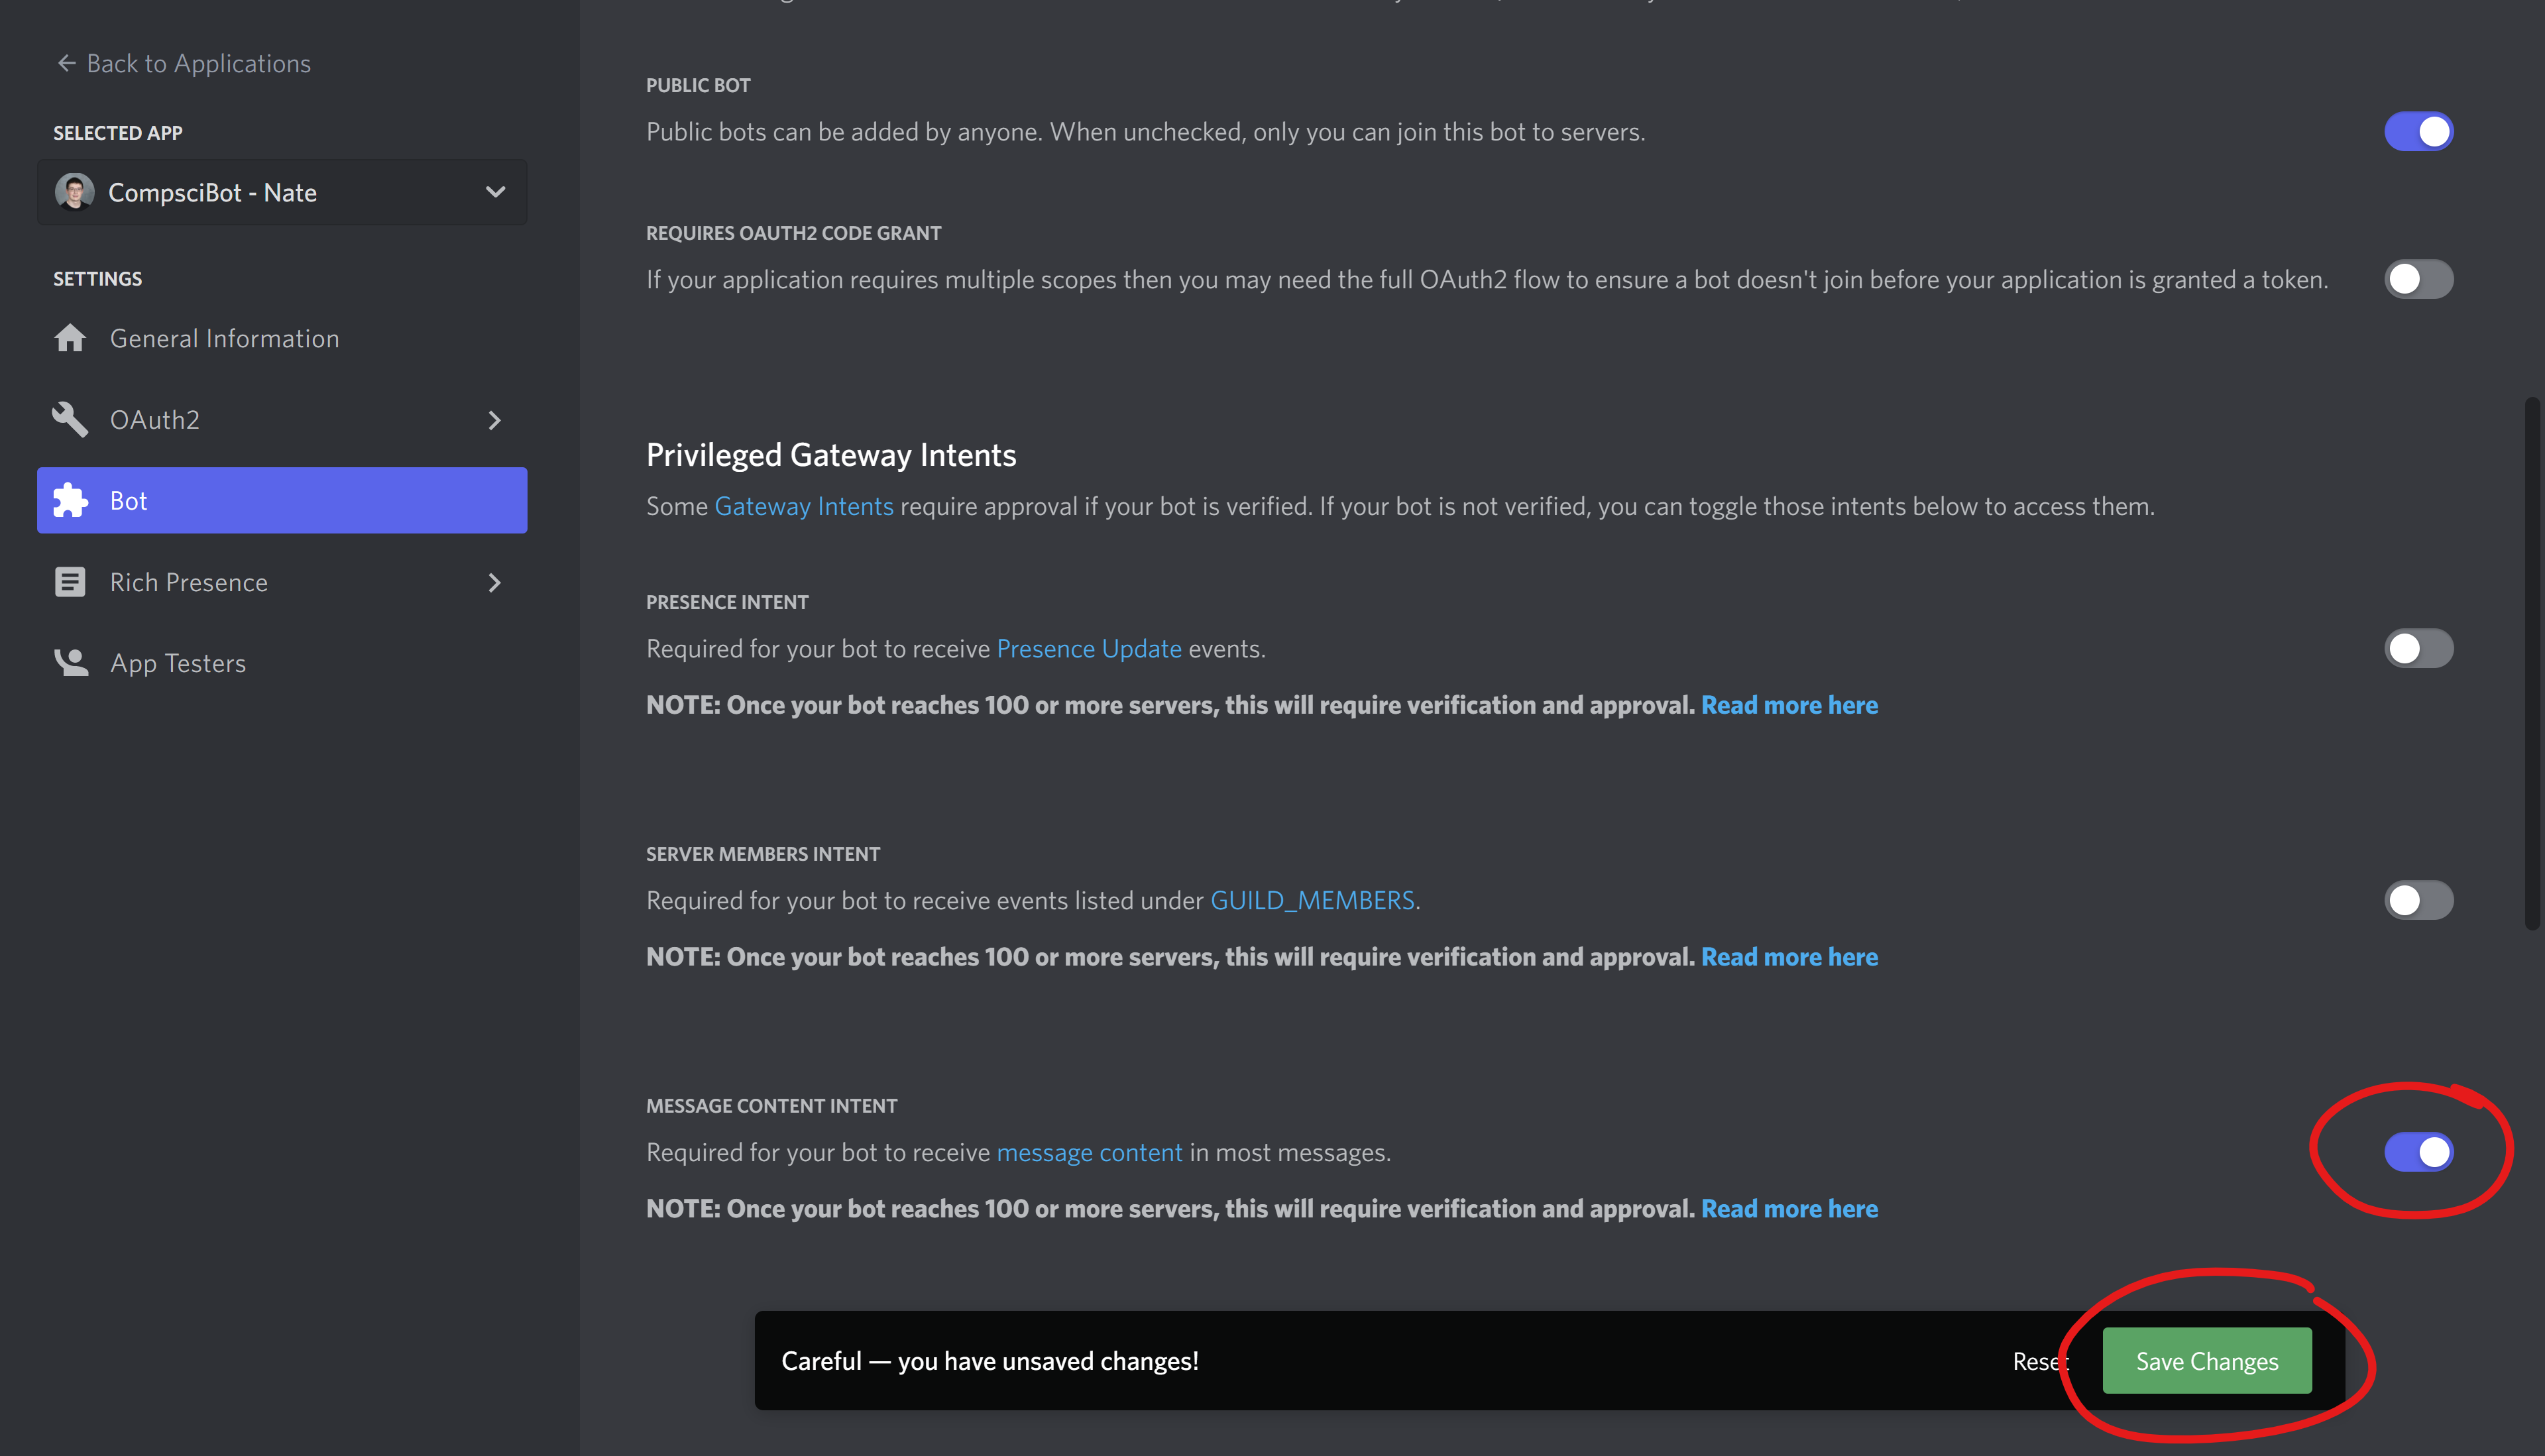 ← Back to Applications
SELECTED APP
CompsciBot - Nate
SETTINGS
General Information
OAuth2
Bot
Rich Presence
App Testers
PUBLIC BOT
Public bots can be added by anyone. When unchecked, only you can join this bot to servers.
REQUIRES OAUTH2 CODE GRANT
If your application requires multiple scopes then you may need the full OAuth2 flow to ensure a bot doesn't join before your application is granted a token.
Privileged Gateway Intents
Some Gateway Intents require approval if your bot is verified. If your bot is not verified, you can toggle those intents below to access them.
PRESENCE INTENT
Required for your bot to receive Presence Update events.
NOTE: Once your bot reaches 100 or more servers, this will require verification and approval. Read more here
SERVER MEMBERS INTENT
Required for your bot to receive events listed under GUILD_MEMBERS.
NOTE: Once your bot reaches 100 or more servers, this will require verification and approval. Read more here
MESSAGE CONTENT INTENT
Required for your bot to receive message content in most messages.
NOTE: Once your bot reaches 100 or more servers, this will require verification and approval. Read more here
Careful — you have unsaved changes!
Reset
Save Changes